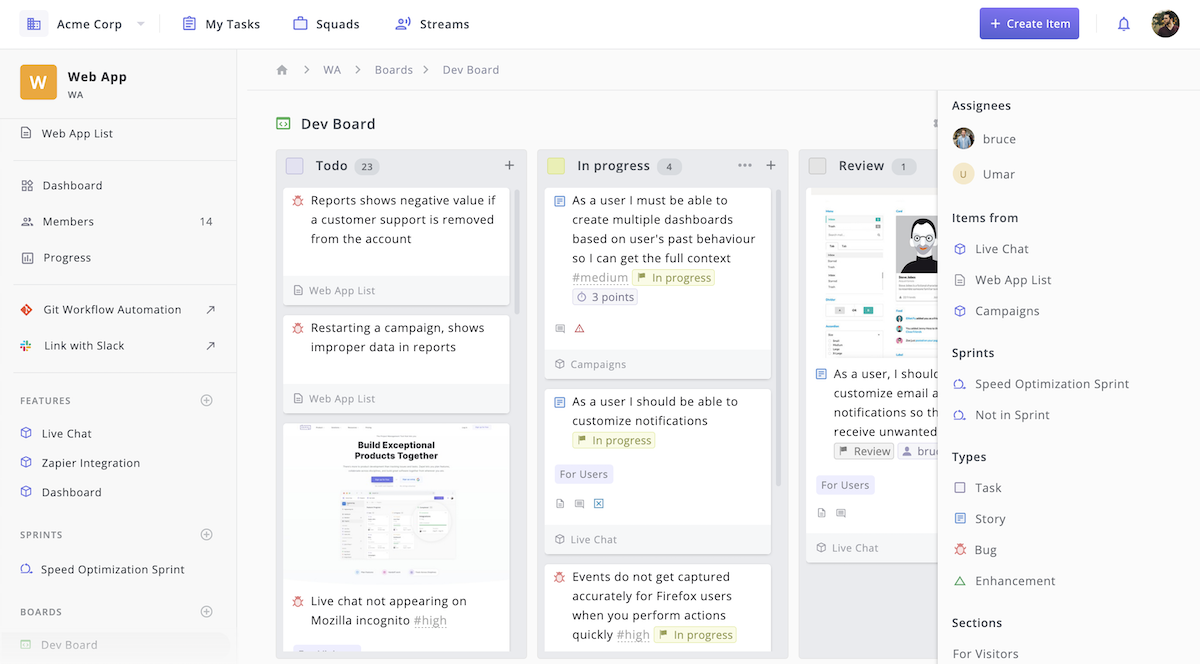 Acme Corp
My Tasks
Squads
Streams
Create Item
W
Web App
WA
Web App List
Dashboard
Members
14
Progress
Git Workflow Automation
Link with Slack
FEATURES
Live Chat
Zapier Integration
Dashboard
SPRINTS
Speed Optimization Sprint
BOARDS
Dev Board
WA
Boards
Dev Board
Dev Board
Todo
23
Reports shows negative value if
a customer support is removed
from the account
Web App List
Restarting a campaign, shows
improper data in reports
Web App List
Build Exceptional
Products Together
Live chat not appearing on
Mozilla incognito #high
In progress
4
As a user I must be able to
create multiple dashboards
based on user's past behaviour
so I can get the full context
#medium
In progress
3 points
Campaigns
As a user I should be able to
customize notifications
In progress
For Users
Live Chat
Events do not get captured
accurately for Firefox users
when you perform actions
quickly #high
In progress
Review
1
As a user, I should
customize email a
notifications so th
receive unwanted
Review
bru
For Users
Live Chat
Assignees
bruce
U
Umar
Items from
Live Chat
Web App List
Campaigns
Sprints
Speed Optimization Sprint
Not in Sprint
Types
Task
Story
Bug
Enhancement
Sections
For Visitors